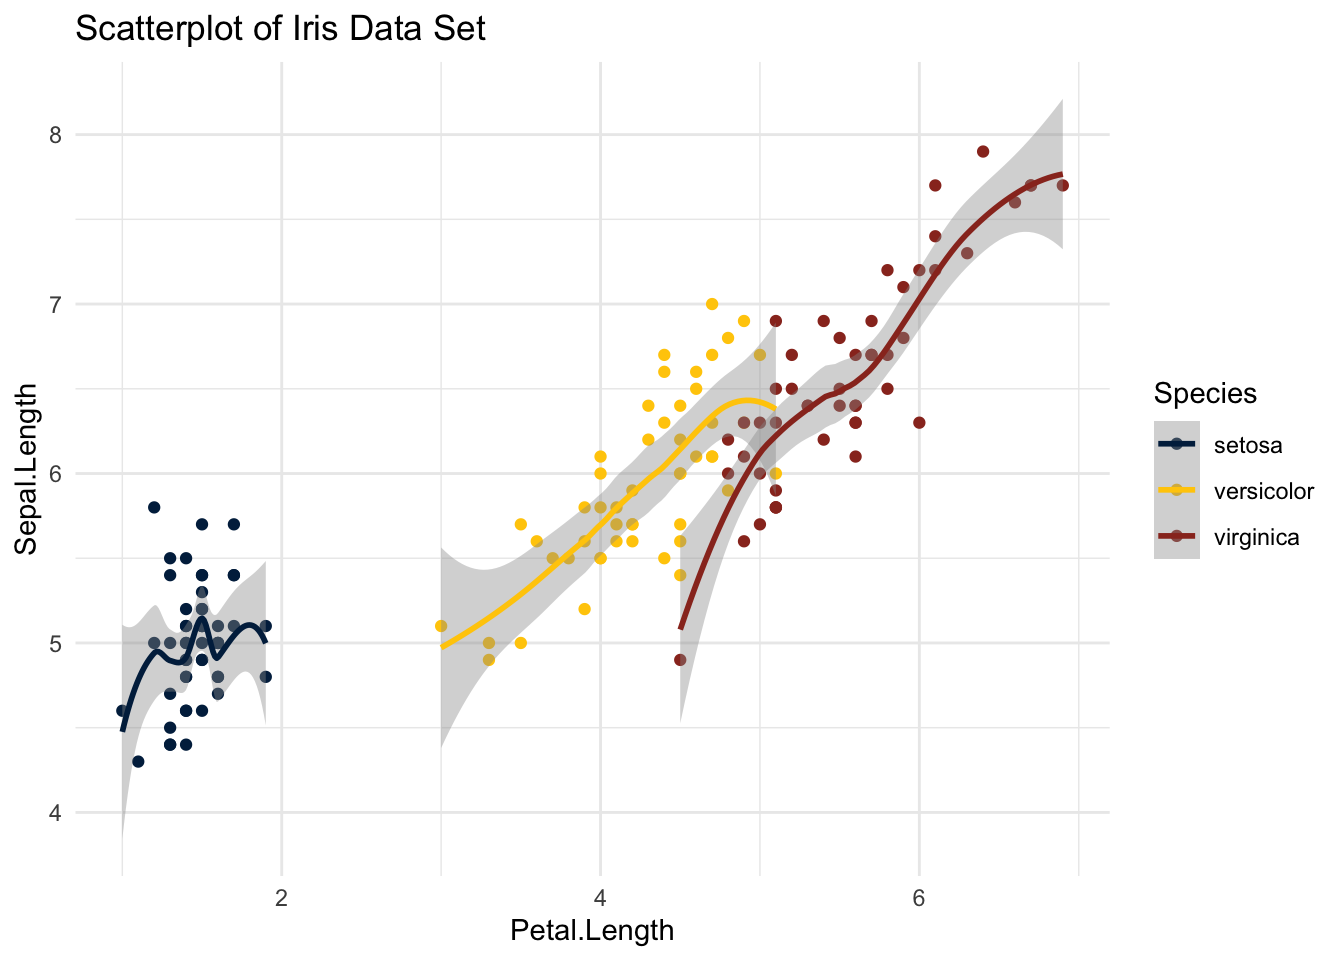 Scatterplot of Iris Data Set
8
7
6
5
4
Sepal.Length
2
4
6
Petal.Length
Species
setosa
versicolor
virginica